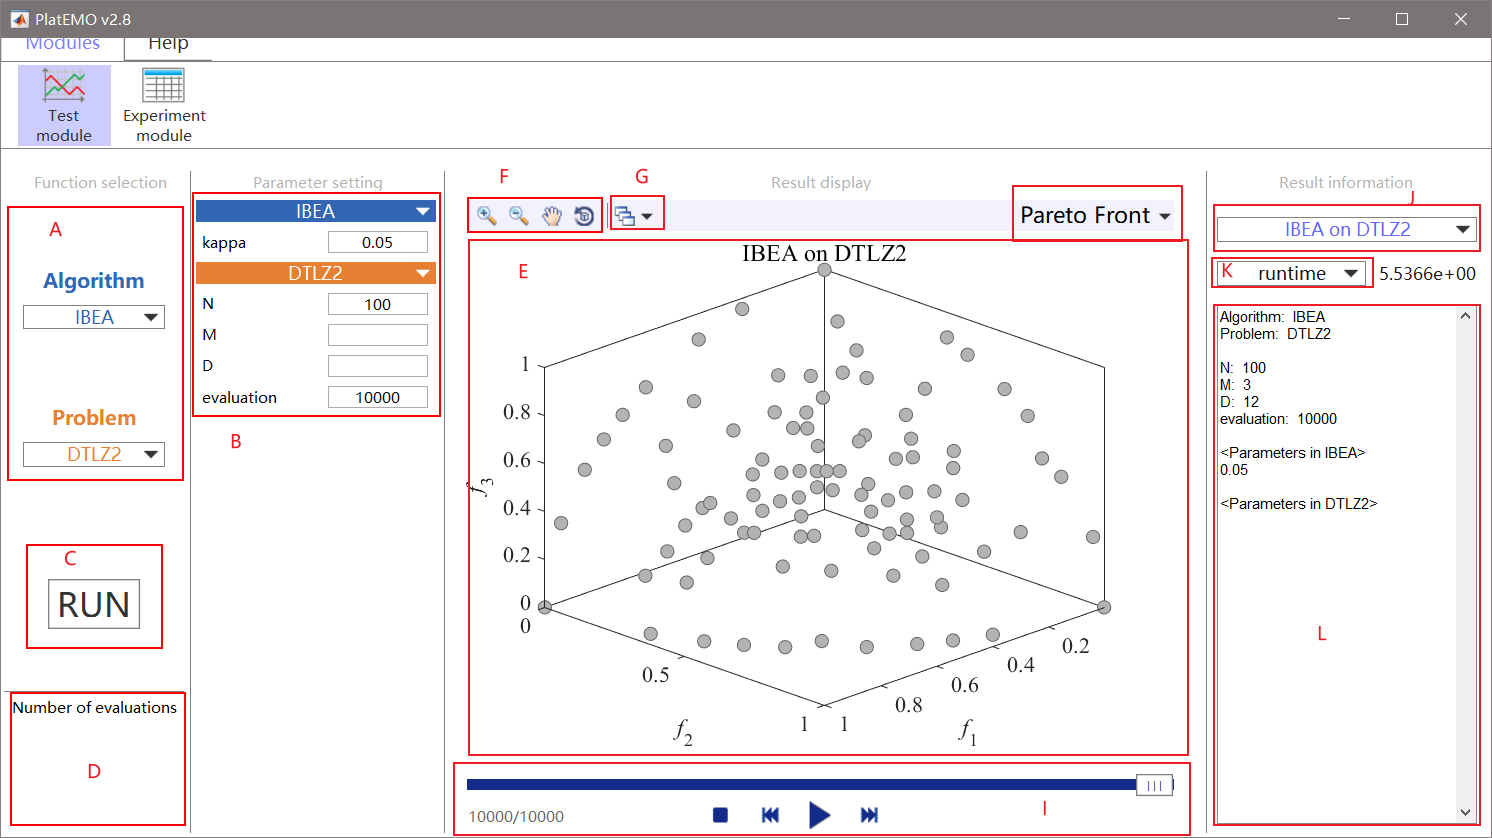 PlatEMO v2.8
Modules
Help
Test
module
Experiment
module
Function selection
Parameter setting
Result display
Result information
A
Algorithm
IBEA
Problem
DTLZ2
C
RUN
Number of evaluations
D
IBEA
kappa 0.05
DTLZ2
N 100
M
D
evaluation 10000
B
F
G
Pareto Front
E
IBEA on DTLZ2
1
0.8
0.6
0.4
0.2
0
0
0.5
1
1
0.8
0.6
0.4
0.2
f3
f2
f1
10000/10000
I
J
IBEA on DTLZ2
K runtime 5.5366e+00
Algorithm: IBEA
Problem: DTLZ2
N: 100
M: 3
D: 12
evaluation: 10000
<Parameters in IBEA>
0.05
<Parameters in DTLZ2>
L